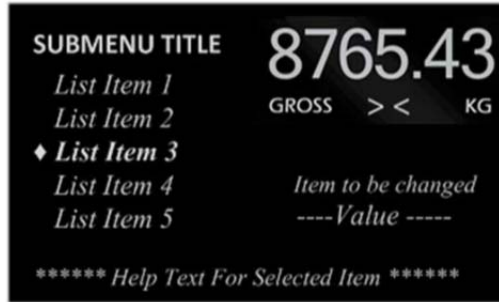 SUBMENU TITLE
List Item 1
List Item 2
♦ List Item 3
List Item 4
List Item 5
8765.43
GROSS > < KG
Item to be changed
----Value -----
****** Help Text For Selected Item ******